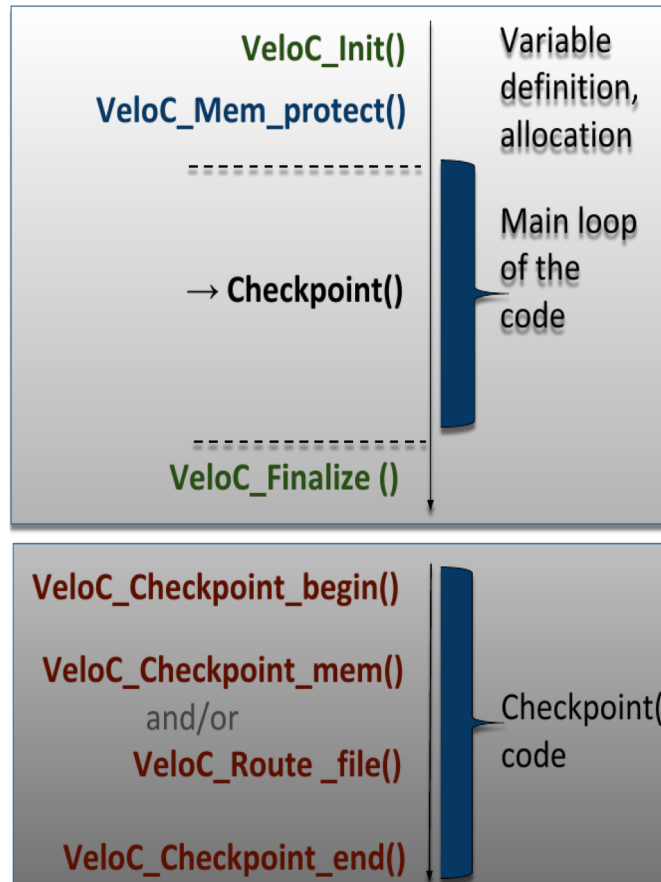 VeloC_Init()
VeloC_Mem_protect()
Variable
definition,
allocation
→ Checkpoint()
Main loop
of the
code
VeloC_Finalize ()
VeloC_Checkpoint_begin()
VeloC_Checkpoint_mem()
and/or
VeloC_Route _file()
VeloC_Checkpoint_end()
Checkpoint(
code